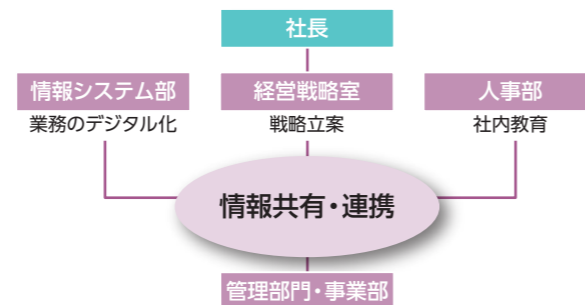 社長
情報システム部
業務のデジタル化
経営戦略室
戦略立案
人事部
社内教育
情報共有・連携
管理部門・事業部